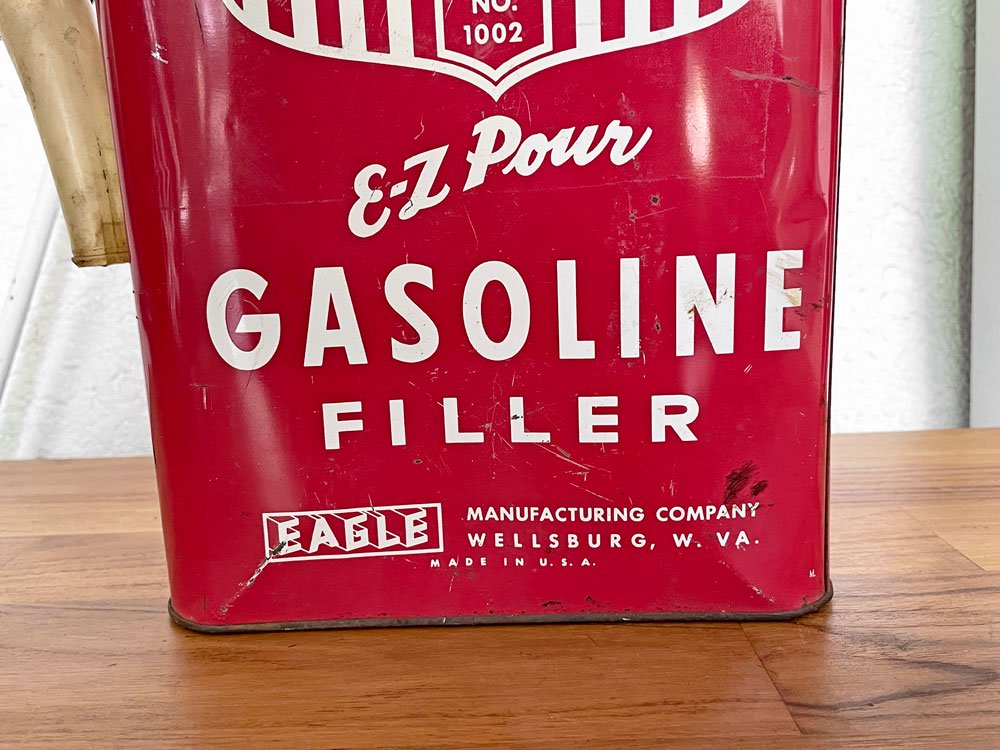 NO.
1002
E-Z Pour
GASOLINE
FILLER
EAGLE
MANUFACTURING COMPANY
WELLSBURG, W. VA.
MADE IN U.S.A.
M.